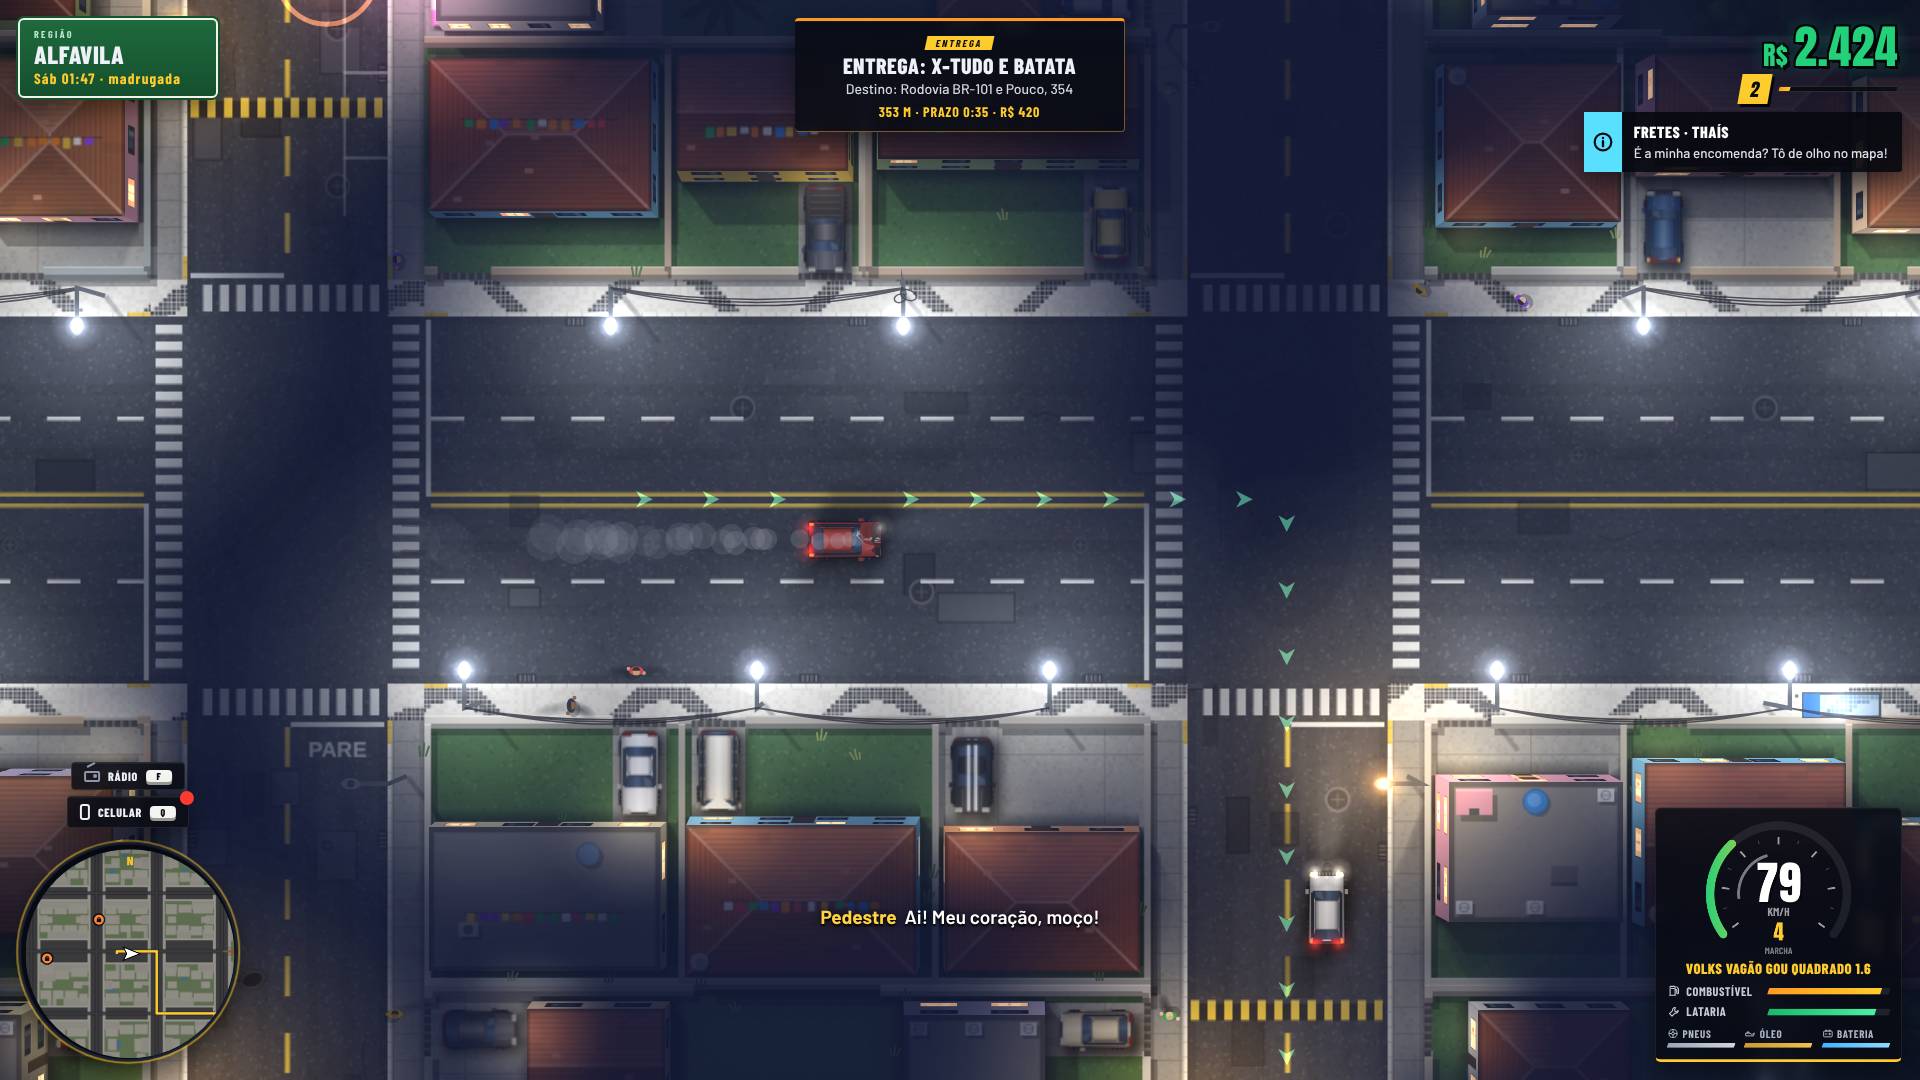 REGIÃO
ALFAVILA
Sáb 01:47 · madrugada
ENTREGA
ENTREGA: X-TUDO E BATATA
Destino: Rodovia BR-101 e Pouco, 354
353 M · PRAZO 0:35 · R$ 420
R$ 2.424
2
FRETES · THAÍS
É a minha encomenda? Tô de olho no mapa!
PARE
RÁDIO F
CELULAR Q
N
Pedestre Ai! Meu coração, moço!
79
KM/H
4
MARCHA
VOLKS VAGÃO GOU QUADRADO 1.6
COMBUSTÍVEL
LATARIA
PNEUS ÓLEO BATERIA